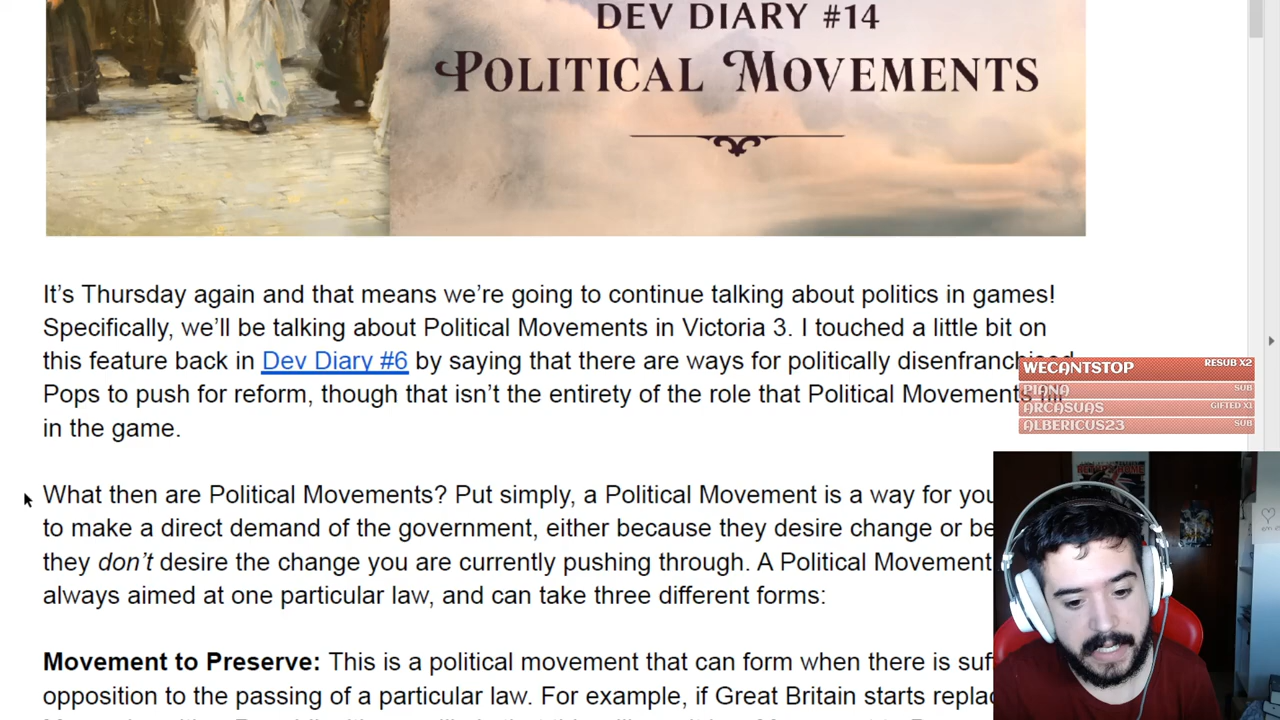 DEV DIARY #14
POLITICAL MOVEMENTS
It's Thursday again and that means we're going to continue talking about politics in games!
Specifically, we'll be talking about Political Movements in Victoria 3. I touched a little bit on
this feature back in Dev Diary #6 by saying that there are ways for politically disenfranchised
Pops to push for reform, though that isn't the entirety of the role that Political Movements fill
in the game.
WECANTSTOP RESUB X2
PIANA SUB
ARCASUAS GIFTED X1
ALBERICUS23 SUB
What then are Political Movements? Put simply, a Political Movement is a way for you
to make a direct demand of the government, either because they desire change or be
they don't desire the change you are currently pushing through. A Political Movement
always aimed at one particular law, and can take three different forms:
Movement to Preserve: This is a political movement that can form when there is suf
opposition to the passing of a particular law. For example, if Great Britain starts replac